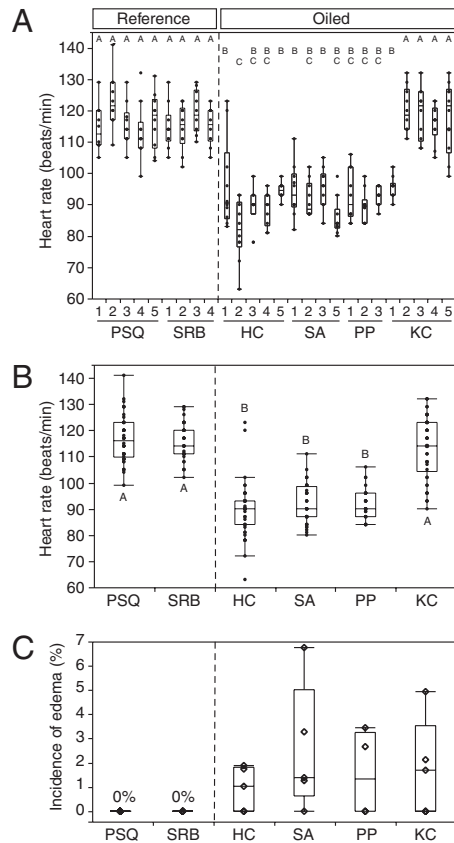 A
Reference Oiled
A A A A A A A A A B B B B B B B B B B B B A A A A
C C C C C C C
140
130
120
110
100
90
80
70
60
Heart rate (beats/min)
1 2 3 4 5 1 2 3 4 1 2 3 4 5 1 2 3 5 1 2 3 1 2 3 4 5
PSQ SRB HC SA PP KC
B
140
130
120
110
100
90
80
70
60
Heart rate (beats/min)
A A B B B A
PSQ SRB HC SA PP KC
C
7
6
5
4
3
2
1
0
Incidence of edema (%)
0% 0%
PSQ SRB HC SA PP KC